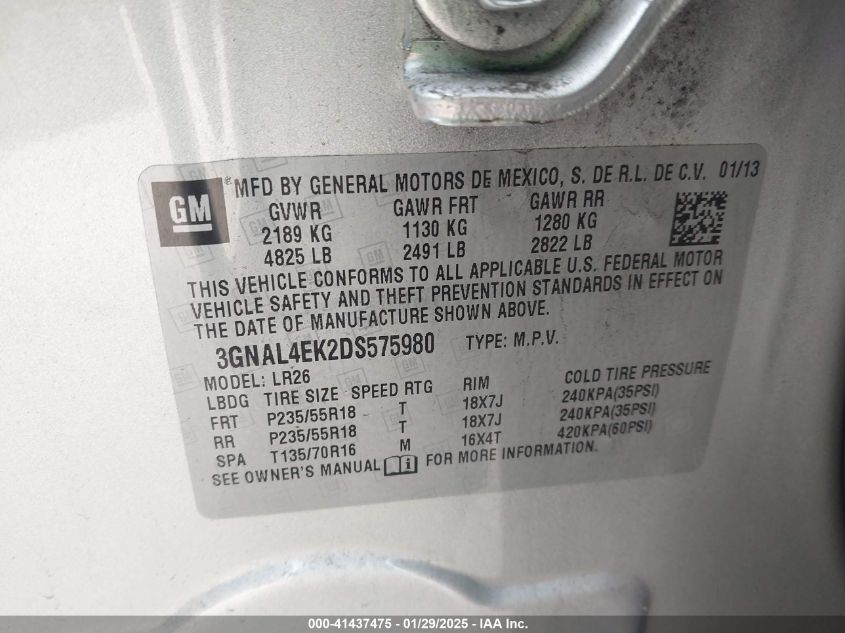 GM ® MFD BY GENERAL MOTORS DE MEXICO, S. DE R.L. DE C.V. 01/13
GVWR GAWR FRT GAWR RR
2189 KG 1130 KG 1280 KG
4825 LB 2491 LB 2822 LB
THIS VEHICLE CONFORMS TO ALL APPLICABLE U.S. FEDERAL MOTOR
VEHICLE SAFETY AND THEFT PREVENTION STANDARDS IN EFFECT ON
THE DATE OF MANUFACTURE SHOWN ABOVE.
3GNAL4EK2DS575980 TYPE: M.P.V.
MODEL: LR26
LBDG TIRE SIZE SPEED RTG RIM COLD TIRE PRESSURE
FRT P235/55R18 T 18X7J 240KPA(35PSI)
RR P235/55R18 T 18X7J 240KPA(35PSI)
SPA T135/70R16 M 16X4T 420KPA(60PSI)
SEE OWNER'S MANUAL i FOR MORE INFORMATION.
000-41437475 - 01/29/2025 - IAA Inc.